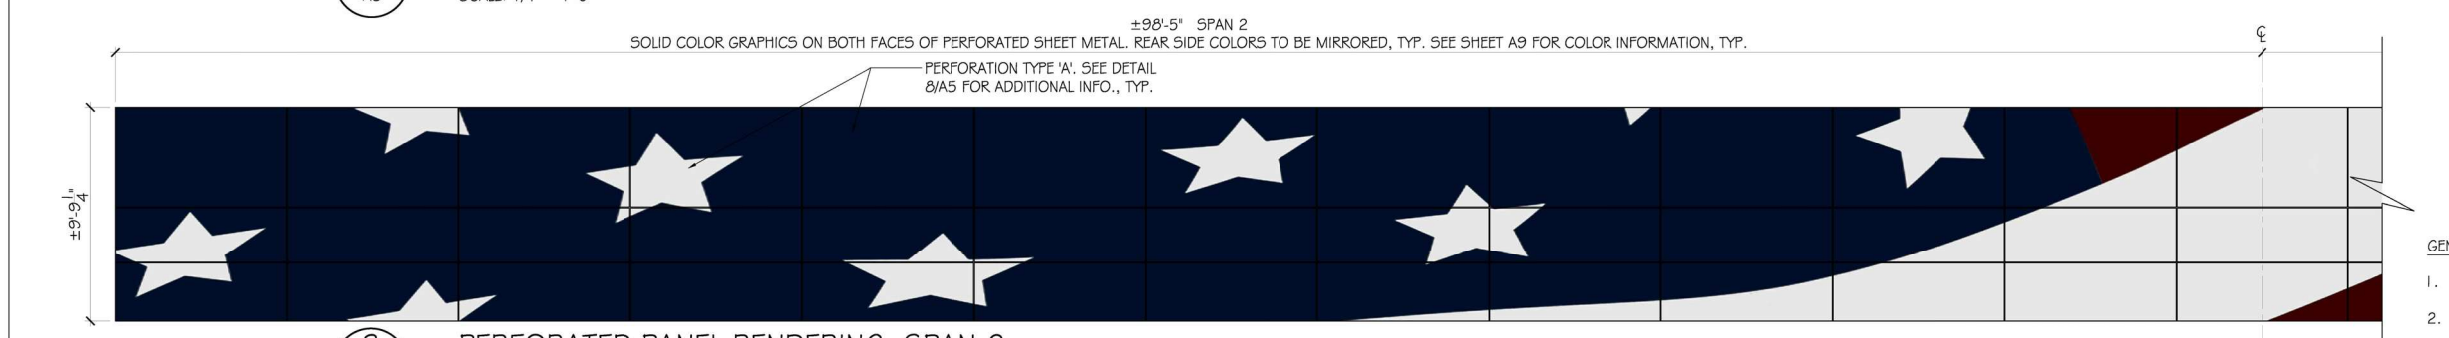 ±98'-5" SPAN 2
SOLID COLOR GRAPHICS ON BOTH FACES OF PERFORATED SHEET METAL. REAR SIDE COLORS TO BE MIRRORED, TYP. SEE SHEET A9 FOR COLOR INFORMATION, TYP.
℄
PERFORATION TYPE 'A'. SEE DETAIL
8/A5 FOR ADDITIONAL INFO., TYP.
±9'-9 1/4"
1.
2.